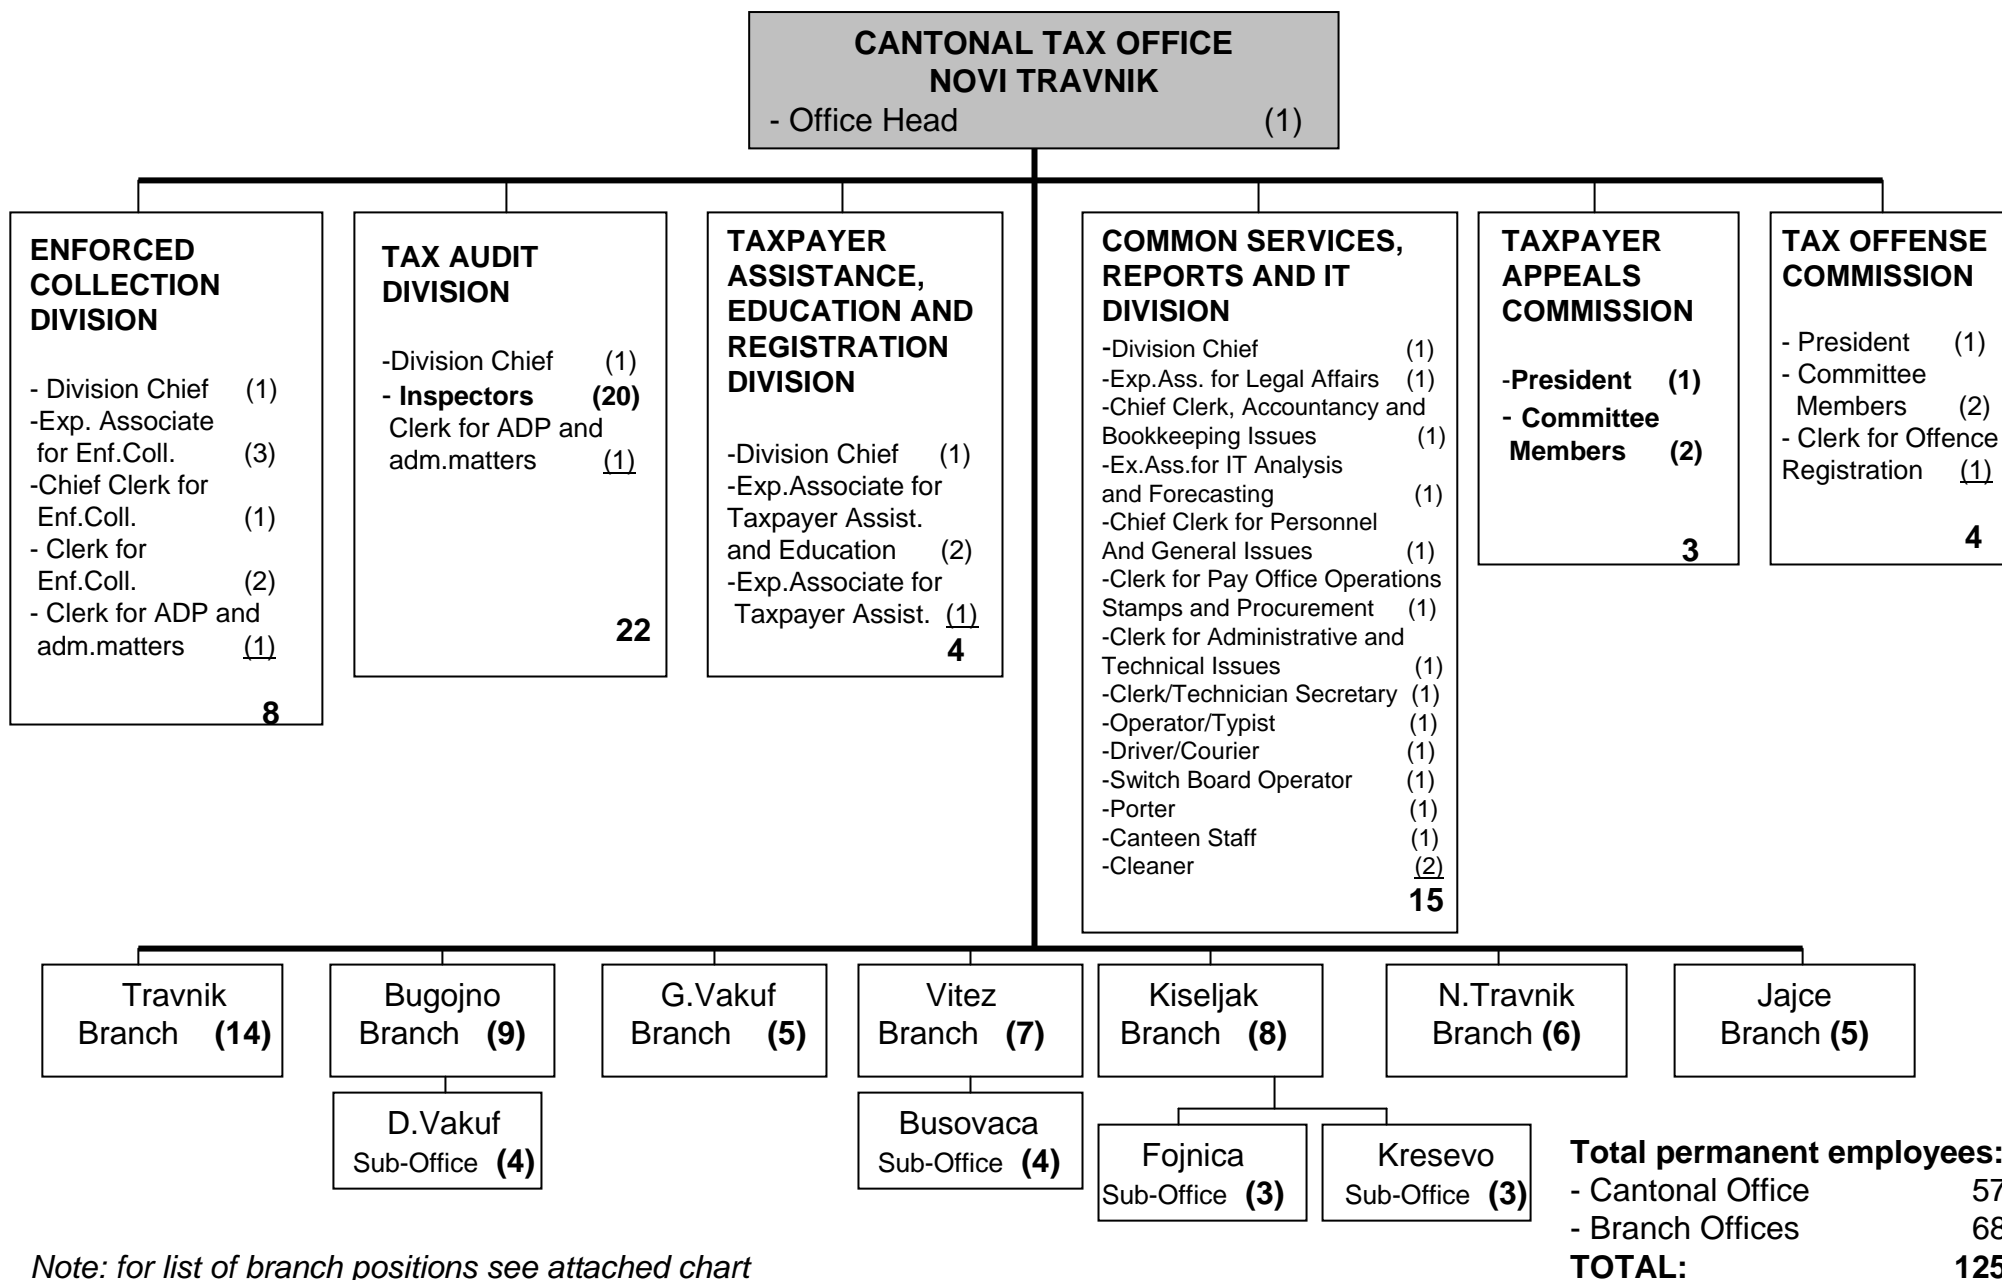 CANTONAL TAX OFFICE
NOVI TRAVNIK
- Office Head (1)
ENFORCED
COLLECTION
DIVISION
- Division Chief (1)
-Exp. Associate
for Enf.Coll. (3)
-Chief Clerk for
Enf.Coll. (1)
- Clerk for
Enf.Coll. (2)
- Clerk for ADP and
adm.matters (1)
8
TAX AUDIT
DIVISION
-Division Chief (1)
- Inspectors (20)
Clerk for ADP and
adm.matters (1)
22
TAXPAYER
ASSISTANCE,
EDUCATION AND
REGISTRATION
DIVISION
-Division Chief (1)
-Exp.Associate for
Taxpayer Assist.
and Education (2)
-Exp.Associate for
Taxpayer Assist. (1)
4
COMMON SERVICES,
REPORTS AND IT
DIVISION
-Division Chief (1)
-Exp.Ass. for Legal Affairs (1)
-Chief Clerk, Accountancy and
Bookkeeping Issues (1)
-Ex.Ass.for IT Analysis
and Forecasting (1)
-Chief Clerk for Personnel
And General Issues (1)
-Clerk for Pay Office Operations
Stamps and Procurement (1)
-Clerk for Administrative and
Technical Issues (1)
-Clerk/Technician Secretary (1)
-Operator/Typist (1)
-Driver/Courier (1)
-Switch Board Operator (1)
-Porter (1)
-Canteen Staff (1)
-Cleaner (2)
15
TAXPAYER
APPEALS
COMMISSION
-President (1)
- Committee
Members (2)
3
TAX OFFENSE
COMMISSION
- President (1)
- Committee
Members (2)
- Clerk for Offence
Registration (1)
4
Travnik
Branch (14)
Bugojno
Branch (9)
G.Vakuf
Branch (5)
Vitez
Branch (7)
Kiseljak
Branch (8)
N.Travnik
Branch (6)
Jajce
Branch (5)
D.Vakuf
Sub-Office (4)
Busovaca
Sub-Office (4)
Fojnica
Sub-Office (3)
Kresevo
Sub-Office (3)
Total permanent employees:
- Cantonal Office 57
- Branch Offices 68
TOTAL: 125
Note: for list of branch positions see attached chart